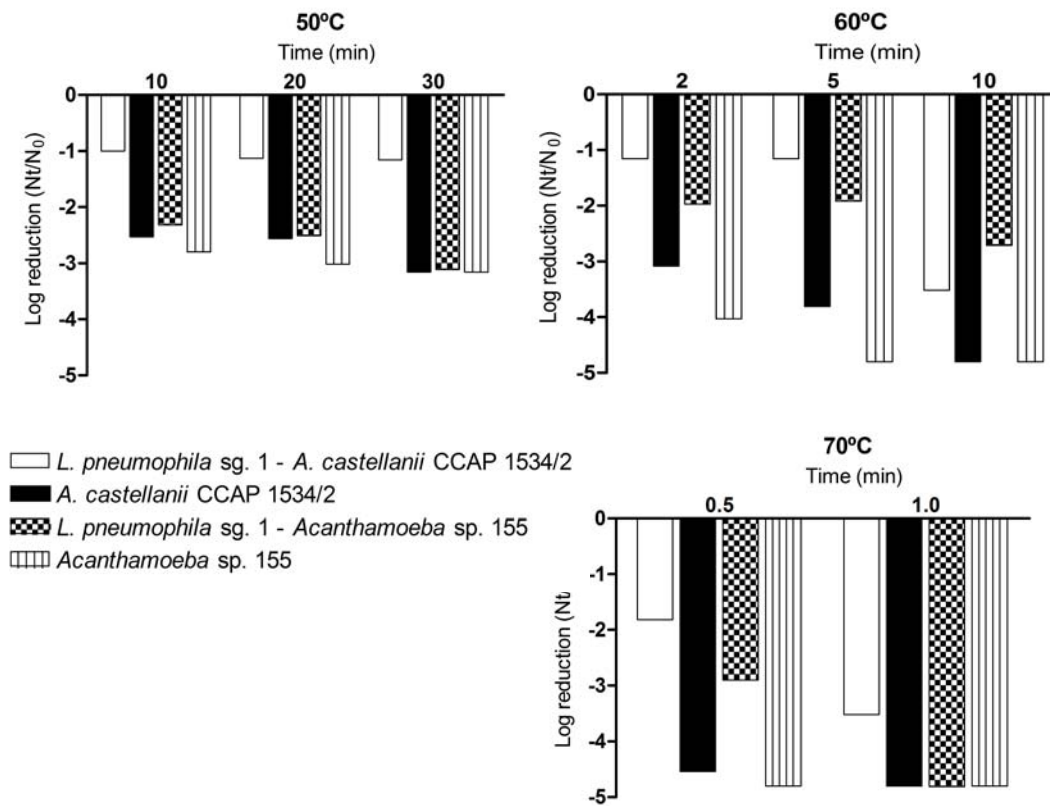 50ºC
Time (min)
10 20 30
0
-1
-2
-3
-4
-5
Log reduction (Nt/N0)
60ºC
Time (min)
2 5 10
0
-1
-2
-3
-4
-5
Log reduction (Nt/N0)
L. pneumophila sg. 1 - A. castellanii CCAP 1534/2
A. castellanii CCAP 1534/2
L. pneumophila sg. 1 - Acanthamoeba sp. 155
Acanthamoeba sp. 155
70ºC
Time (min)
0.5 1.0
0
-1
-2
-3
-4
-5
Log reduction (Nt